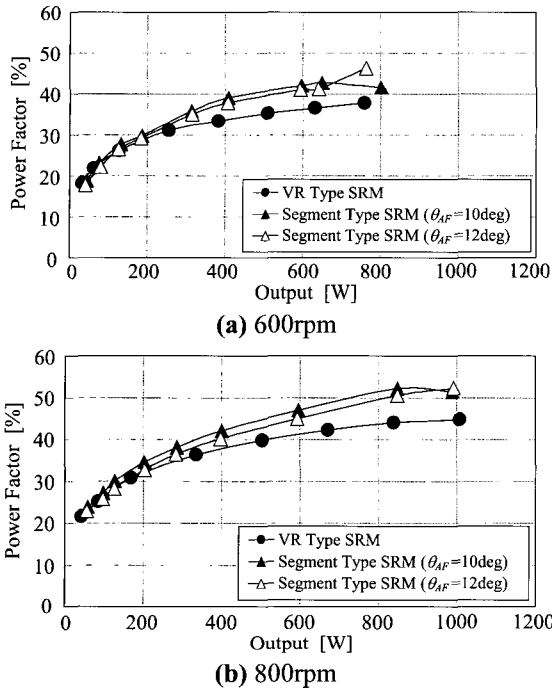 60
50
40
30
20
10
0
Power Factor [%]
VR Type SRM
Segment Type SRM (θAF=10deg)
Segment Type SRM (θAF=12deg)
0 200 400 600 800 1000 1200
Output [W]
(a) 600rpm
60
50
40
30
20
10
0
Power Factor [%]
VR Type SRM
Segment Type SRM (θAF=10deg)
Segment Type SRM (θAF=12deg)
0 200 400 600 800 1000 1200
Output [W]
(b) 800rpm